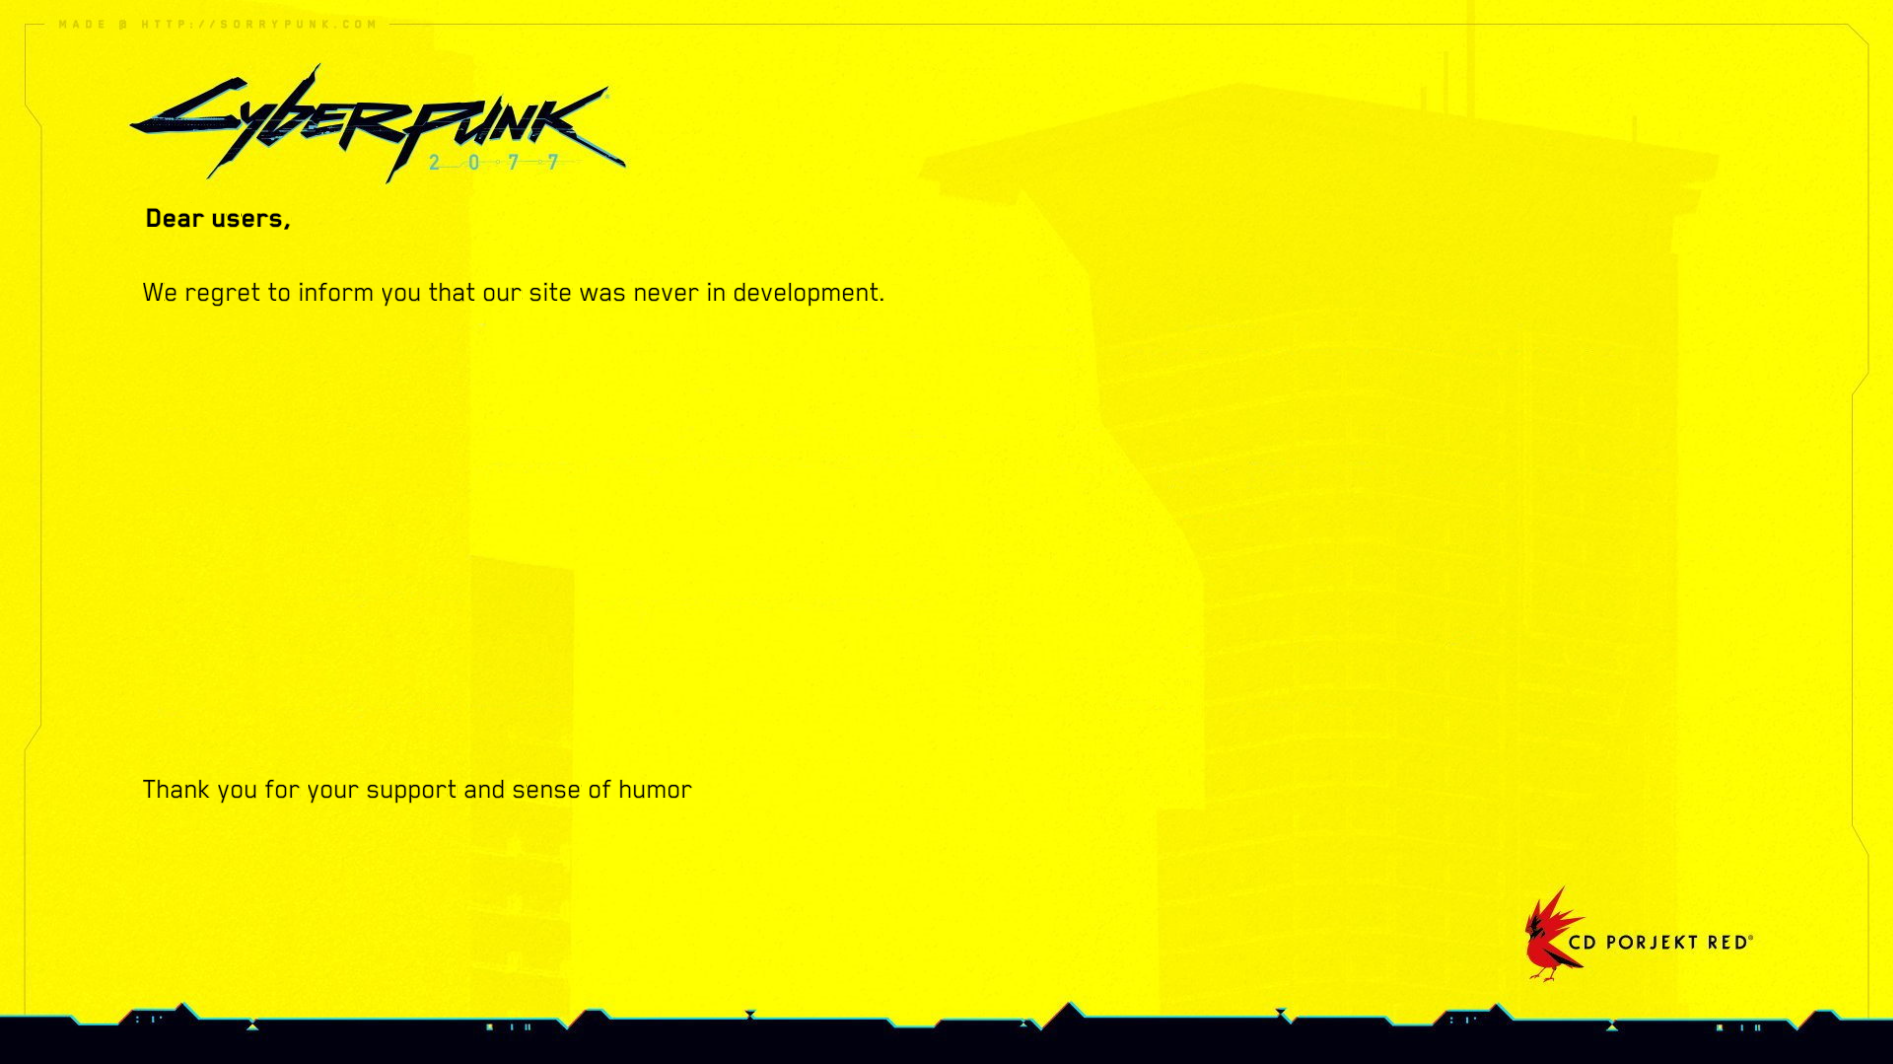 MADE @ HTTP://SORRYPUNK.COM
CYBERPUNK
2077
Dear users,
We regret to inform you that our site was never in development.
Thank you for your support and sense of humor
CD PORJEKT RED®